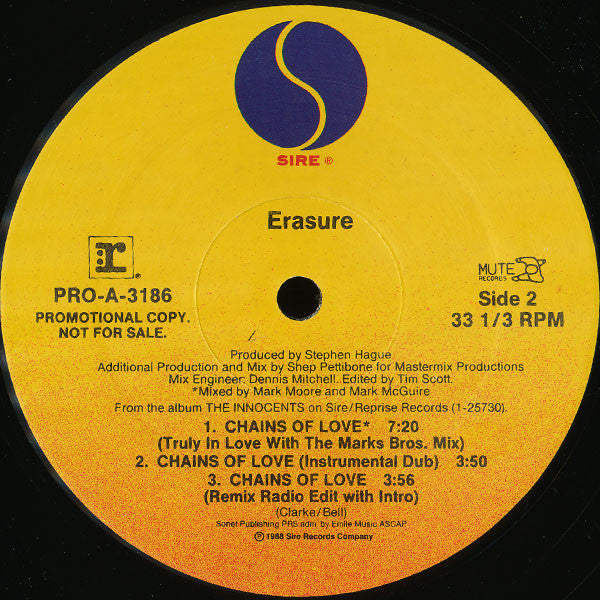 SIRE ®
Erasure
r ®
MUTE
RECORDS
PRO-A-3186
Side 2
PROMOTIONAL COPY.
33 1/3 RPM
NOT FOR SALE.
Produced by Stephen Hague
Additional Production and Mix by Shep Pettibone for Mastermix Productions
Mix Engineer: Dennis Mitchell. Edited by Tim Scott.
*Mixed by Mark Moore and Mark McGuire
From the album THE INNOCENTS on Sire/Reprise Records (1-25730).
1. CHAINS OF LOVE* 7:20
(Truly In Love With The Marks Bros. Mix)
2. CHAINS OF LOVE (Instrumental Dub) 3:50
3. CHAINS OF LOVE 3:56
(Remix Radio Edit with Intro)
(Clarke/Bell)
Sonet Publishing PRS adm. by Emile Music ASCAP
℗ 1988 Sire Records Company